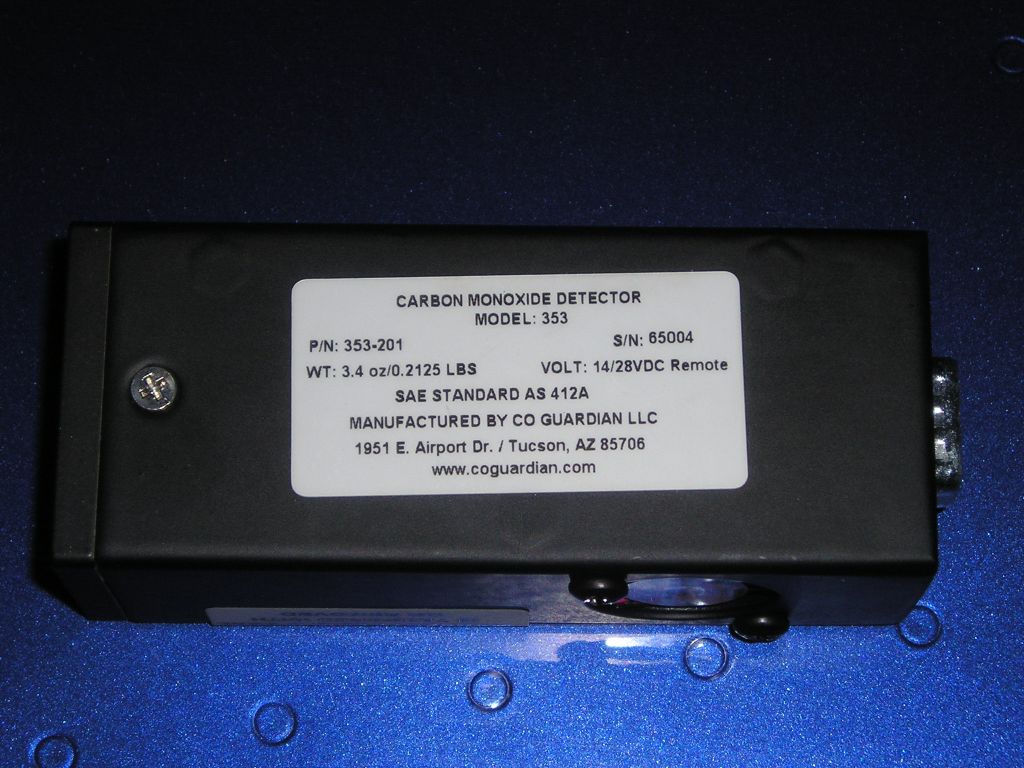 CARBON MONOXIDE DETECTOR
MODEL: 353
P/N: 353-201 S/N: 65004
WT: 3.4 oz/0.2125 LBS VOLT: 14/28VDC Remote
SAE STANDARD AS 412A
MANUFACTURED BY CO GUARDIAN LLC
1951 E. Airport Dr. / Tucson, AZ 85706
www.coguardian.com